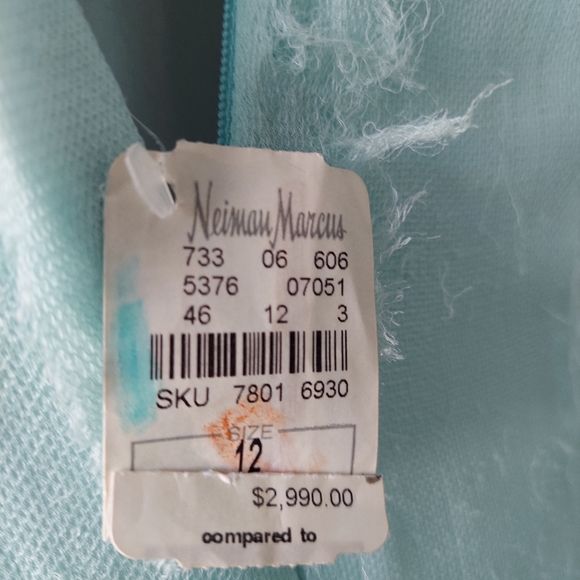 Neiman Marcus
733 06 606
5376 07051
46 12 3
SKU 7801 6930
SIZE
12
$2,990.00
compared to